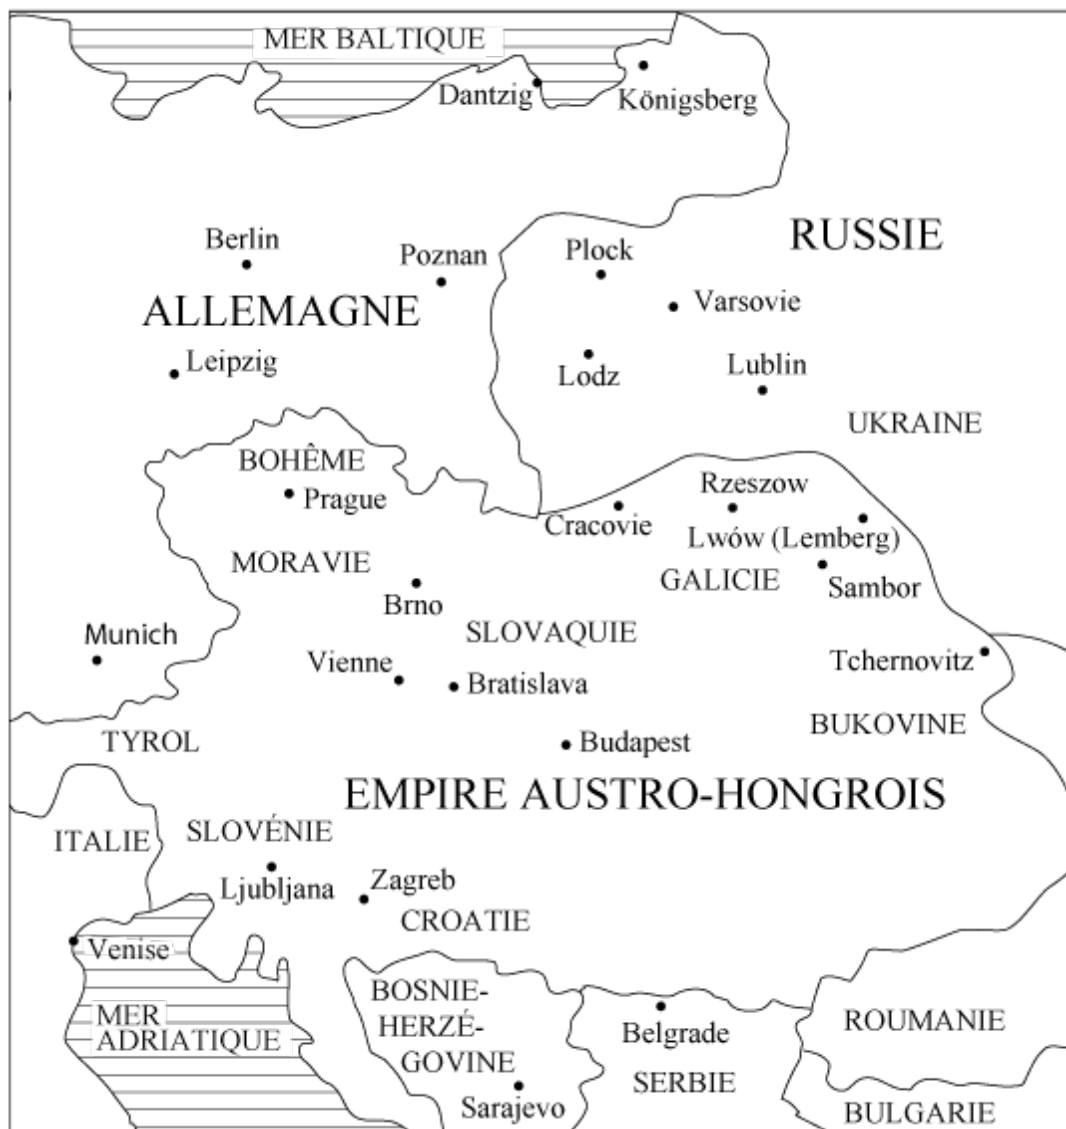 MER BALTIQUE
Dantzig
Königsberg
RUSSIE
Berlin
Poznan
Plock
ALLEMAGNE
Varsovie
Leipzig
Lodz
Lublin
UKRAINE
BOHÊME
Prague
Rzeszow
Cracovie
Lwów (Lemberg)
MORAVIE
GALICIE
Sambor
Brno
SLOVAQUIE
Munich
Vienne
Tchernovitz
Bratislava
BUKOVINE
TYROL
Budapest
EMPIRE AUSTRO-HONGROIS
ITALIE
SLOVÉNIE
Ljubljana
Zagreb
CROATIE
Venise
BOSNIE-
HERZÉ-
GOVINE
MER
ADRIATIQUE
Belgrade
ROUMANIE
SERBIE
Sarajevo
BULGARIE